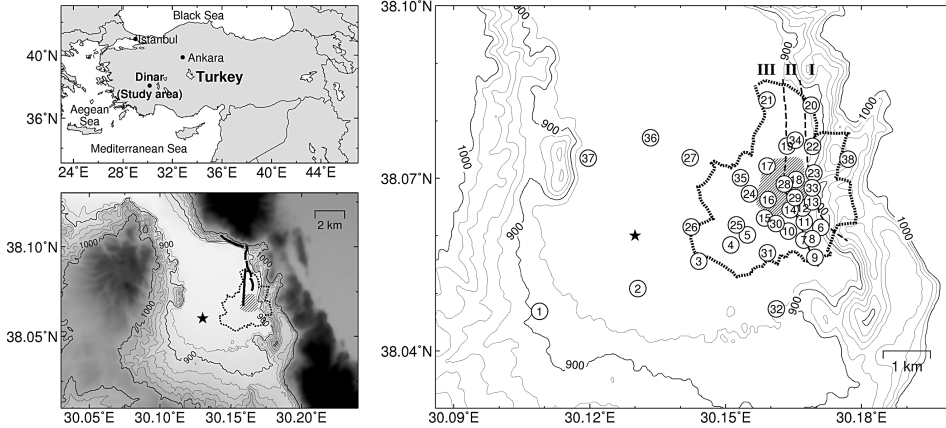 Black Sea
Istanbul
40°N
Ankara
Turkey
Dinar
(Study area)
Aegean
Sea
36°N
Mediterranean Sea
24°E 28°E 32°E 36°E 40°E 44°E
1000
900
2 km
38.10°N
1000
38.05°N
900
30.05°E 30.10°E 30.15°E 30.20°E
38.10°N
900
900
III II I
21 20
1000
900
1000
36 34
19 22
37 27 38
17 23
38.07°N
35 18
28 33
24 29 13
16
14 12
15
26 25 30 11 6
10
5 7 8
4
31 9
3
2
32
1
900
900
38.04°N
1 km
30.09°E 30.12°E 30.15°E 30.18°E